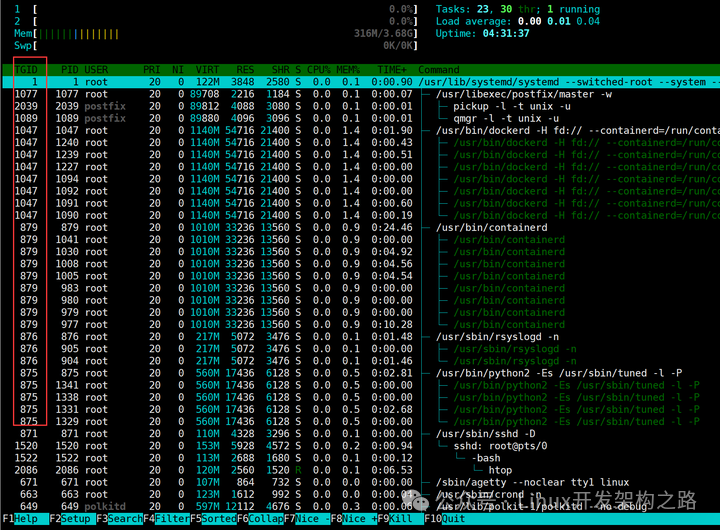 1 [ 0.0%] Tasks: 23, 30 thr; 1 running
2 [ 0.0%] Load average: 0.00 0.01 0.04
Mem[||||||||||||||| 316M/3.68G] Uptime: 04:31:37
Swp[ 0K/0K]
TGID PID USER PRI NI VIRT RES SHR S CPU% MEM% TIME+ Command
1 1 root 20 0 122M 3848 2580 S 0.0 0.1 0:00.90 /usr/lib/systemd/systemd --switched-root --system --
1077 1077 root 20 0 89708 2216 1184 S 0.0 0.1 0:00.07 ─ /usr/libexec/postfix/master -w
2039 2039 postfix 20 0 89812 4088 3080 S 0.0 0.1 0:00.01 ├─ pickup -l -t unix -u
1089 1089 postfix 20 0 89880 4096 3096 S 0.0 0.1 0:00.01 └─ qmgr -l -t unix -u
1047 1047 root 20 0 1140M 54716 21400 S 0.0 1.4 0:01.90 ─ /usr/bin/dockerd -H fd:// --containerd=/run/conta
1047 1240 root 20 0 1140M 54716 21400 S 0.0 1.4 0:00.43 ├─ /usr/bin/dockerd -H fd:// --containerd=/run/co
1047 1239 root 20 0 1140M 54716 21400 S 0.0 1.4 0:00.51 ├─ /usr/bin/dockerd -H fd:// --containerd=/run/co
1047 1227 root 20 0 1140M 54716 21400 S 0.0 1.4 0:00.00 ├─ /usr/bin/dockerd -H fd:// --containerd=/run/co
1047 1094 root 20 0 1140M 54716 21400 S 0.0 1.4 0:00.00 ├─ /usr/bin/dockerd -H fd:// --containerd=/run/co
1047 1092 root 20 0 1140M 54716 21400 S 0.0 1.4 0:00.00 ├─ /usr/bin/dockerd -H fd:// --containerd=/run/co
1047 1091 root 20 0 1140M 54716 21400 S 0.0 1.4 0:00.60 ├─ /usr/bin/dockerd -H fd:// --containerd=/run/co
1047 1090 root 20 0 1140M 54716 21400 S 0.0 1.4 0:00.19 └─ /usr/bin/dockerd -H fd:// --containerd=/run/co
879 879 root 20 0 1010M 33236 13560 S 0.0 0.9 0:24.46 ─ /usr/bin/containerd
879 1041 root 20 0 1010M 33236 13560 S 0.0 0.9 0:00.00 ├─ /usr/bin/containerd
879 1030 root 20 0 1010M 33236 13560 S 0.0 0.9 0:04.92 ├─ /usr/bin/containerd
879 1008 root 20 0 1010M 33236 13560 S 0.0 0.9 0:04.56 ├─ /usr/bin/containerd
879 1005 root 20 0 1010M 33236 13560 S 0.0 0.9 0:04.54 ├─ /usr/bin/containerd
879 983 root 20 0 1010M 33236 13560 S 0.0 0.9 0:00.00 ├─ /usr/bin/containerd
879 980 root 20 0 1010M 33236 13560 S 0.0 0.9 0:00.00 ├─ /usr/bin/containerd
879 979 root 20 0 1010M 33236 13560 S 0.0 0.9 0:00.00 ├─ /usr/bin/containerd
879 977 root 20 0 1010M 33236 13560 S 0.0 0.9 0:10.28 └─ /usr/bin/containerd
876 876 root 20 0 217M 5072 3476 S 0.0 0.1 0:01.48 ─ /usr/sbin/rsyslogd -n
876 905 root 20 0 217M 5072 3476 S 0.0 0.1 0:00.00 ├─ /usr/sbin/rsyslogd -n
876 904 root 20 0 217M 5072 3476 S 0.0 0.1 0:01.46 └─ /usr/sbin/rsyslogd -n
875 875 root 20 0 560M 17436 6128 S 0.0 0.5 0:02.81 ─ /usr/bin/python2 -Es /usr/sbin/tuned -l -P
875 1341 root 20 0 560M 17436 6128 S 0.0 0.5 0:00.00 ├─ /usr/bin/python2 -Es /usr/sbin/tuned -l -P
875 1338 root 20 0 560M 17436 6128 S 0.0 0.5 0:00.00 ├─ /usr/bin/python2 -Es /usr/sbin/tuned -l -P
875 1331 root 20 0 560M 17436 6128 S 0.0 0.5 0:02.68 ├─ /usr/bin/python2 -Es /usr/sbin/tuned -l -P
875 1329 root 20 0 560M 17436 6128 S 0.0 0.5 0:00.00 └─ /usr/bin/python2 -Es /usr/sbin/tuned -l -P
871 871 root 20 0 110M 4328 3296 S 0.0 0.1 0:00.00 ─ /usr/sbin/sshd -D
1520 1520 root 20 0 153M 5928 4572 S 0.0 0.2 0:00.94 └─ sshd: root@pts/0
1522 1522 root 20 0 113M 2688 1680 S 0.0 0.1 0:00.12 └─ -bash
2086 2086 root 20 0 120M 2560 1520 R 0.0 0.1 0:06.53 └─ htop
671 671 root 20 0 107M 864 732 S 0.0 0.0 0:00.00 ─ /sbin/agetty --noclear tty1 linux
663 663 root 20 0 123M 1612 992 S 0.0 0.0 0:00.04 ─ /usr/sbin/crond -n
649 649 polkitd 20 0 597M 12112 4676 S 0.0 0.3 0:00.06 ─ /usr/lib/polkit-1/polkitd --no-debug
公众号 · Linux开发架构之路
F1Help F2Setup F3Search F4Filter F5Sorted F6Collap F7Nice - F8Nice + F9Kill F10Quit